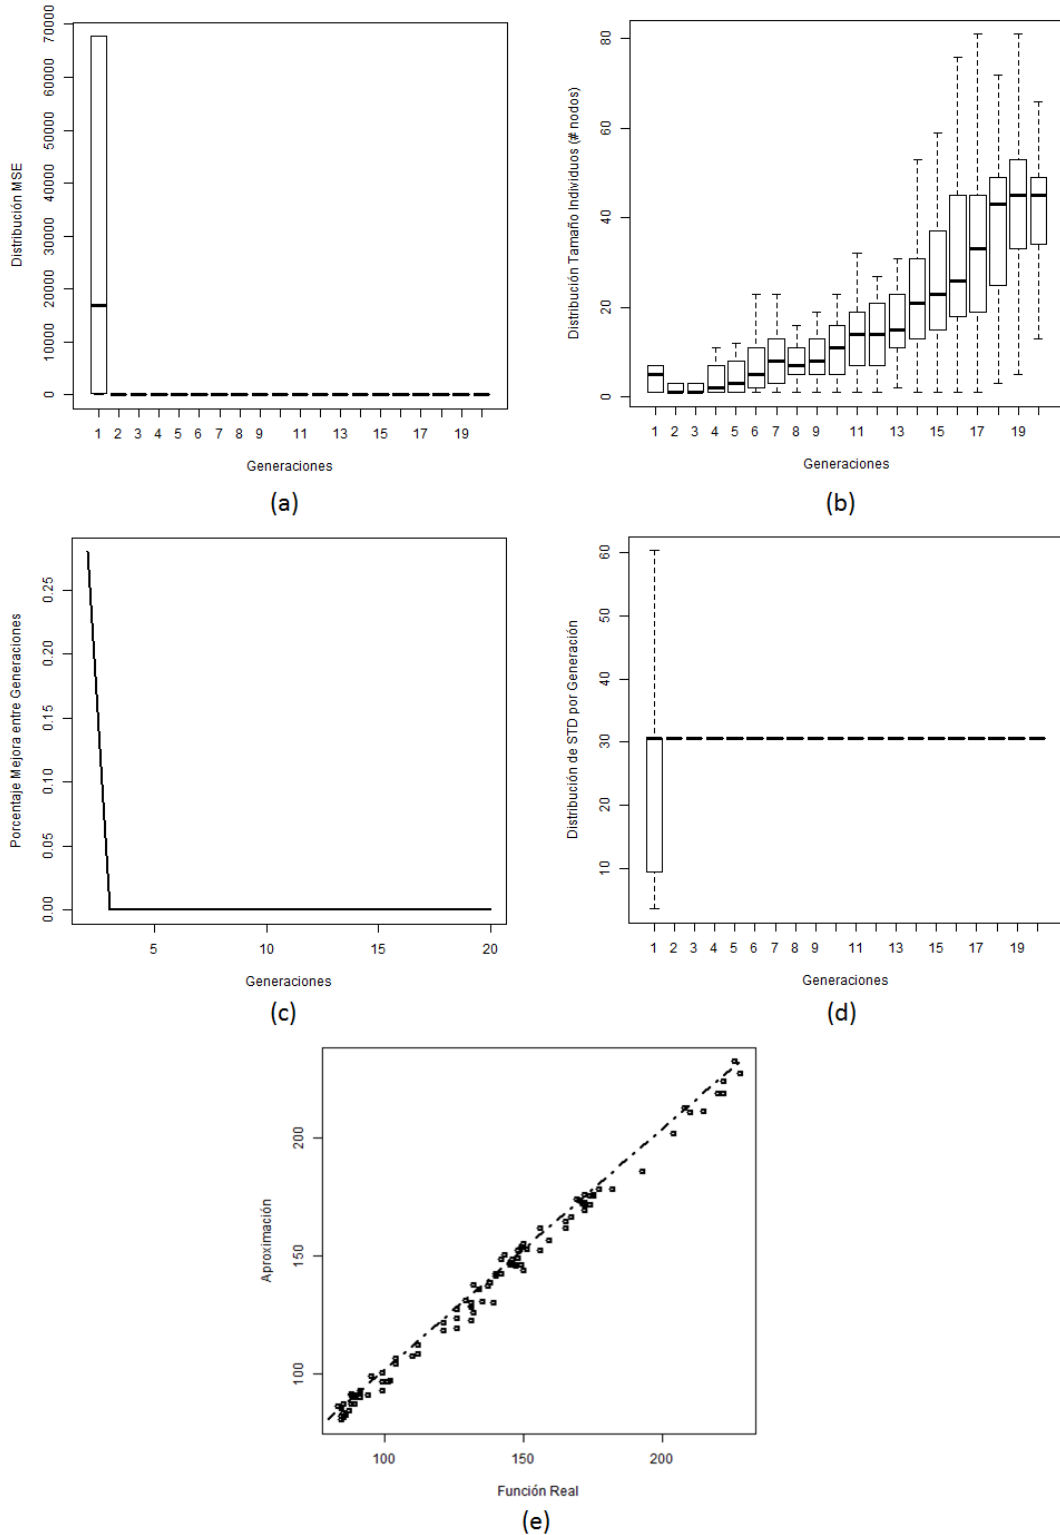 Distribución MSE
70000
60000
50000
40000
30000
20000
10000
0
1 2 3 4 5 6 7 8 9 11 13 15 17 19
Generaciones
(a)
Distribución Tamaño Individuos (# nodos)
80
60
40
20
0
1 2 3 4 5 6 7 8 9 11 13 15 17 19
Generaciones
(b)
Porcentaje Mejora entre Generaciones
0.25
0.20
0.15
0.10
0.05
0.00
5 10 15 20
Generaciones
(c)
Distribución de STD por Generación
60
50
40
30
20
10
1 2 3 4 5 6 7 8 9 11 13 15 17 19
Generaciones
(d)
Aproximación
200
150
100
100 150 200
Función Real
(e)